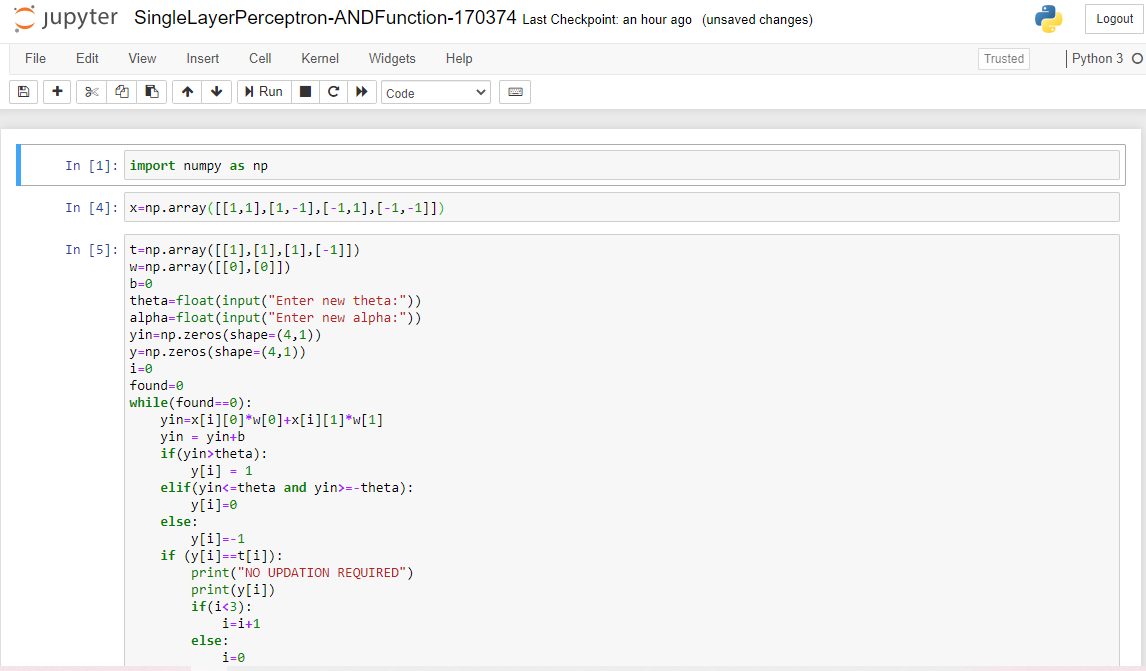 jupyter SingleLayerPerceptron-ANDFunction-170374 Last Checkpoint: an hour ago (unsaved changes) Logout
File Edit View Insert Cell Kernel Widgets Help Trusted Python 3
Run Code
In [1]: import numpy as np
In [4]: x=np.array([[1,1],[1,-1],[-1,1],[-1,-1]])
In [5]: t=np.array([[1],[1],[1],[-1]])
w=np.array([[0],[0]])
b=0
theta=float(input("Enter new theta:"))
alpha=float(input("Enter new alpha:"))
yin=np.zeros(shape=(4,1))
y=np.zeros(shape=(4,1))
i=0
found=0
while(found==0):
    yin=x[i][0]*w[0]+x[i][1]*w[1]
    yin = yin+b
    if(yin>theta):
        y[i] = 1
    elif(yin<=theta and yin>=-theta):
        y[i]=0
    else:
        y[i]=-1
    if (y[i]==t[i]):
        print("NO UPDATION REQUIRED")
        print(y[i])
        if(i<3):
            i=i+1
        else:
            i=0